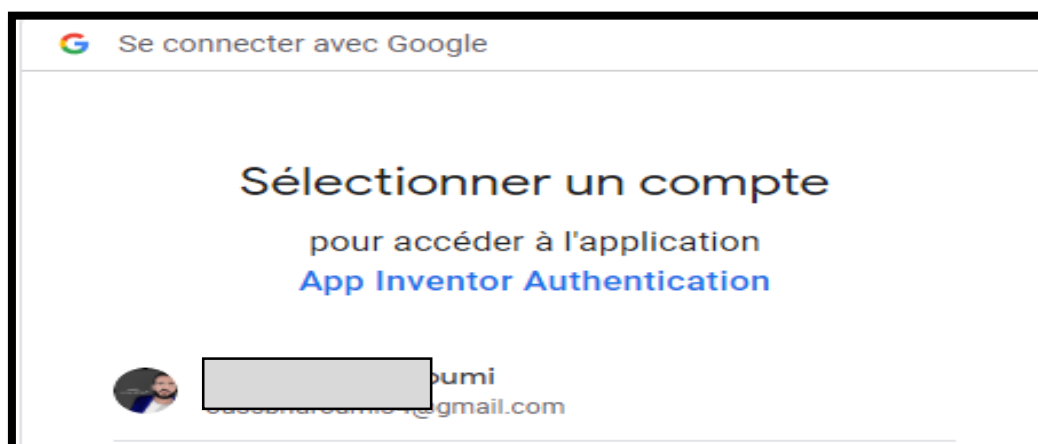 Se connecter avec Google
Sélectionner un compte
pour accéder à l'application
App Inventor Authentication
oumi
@gmail.com